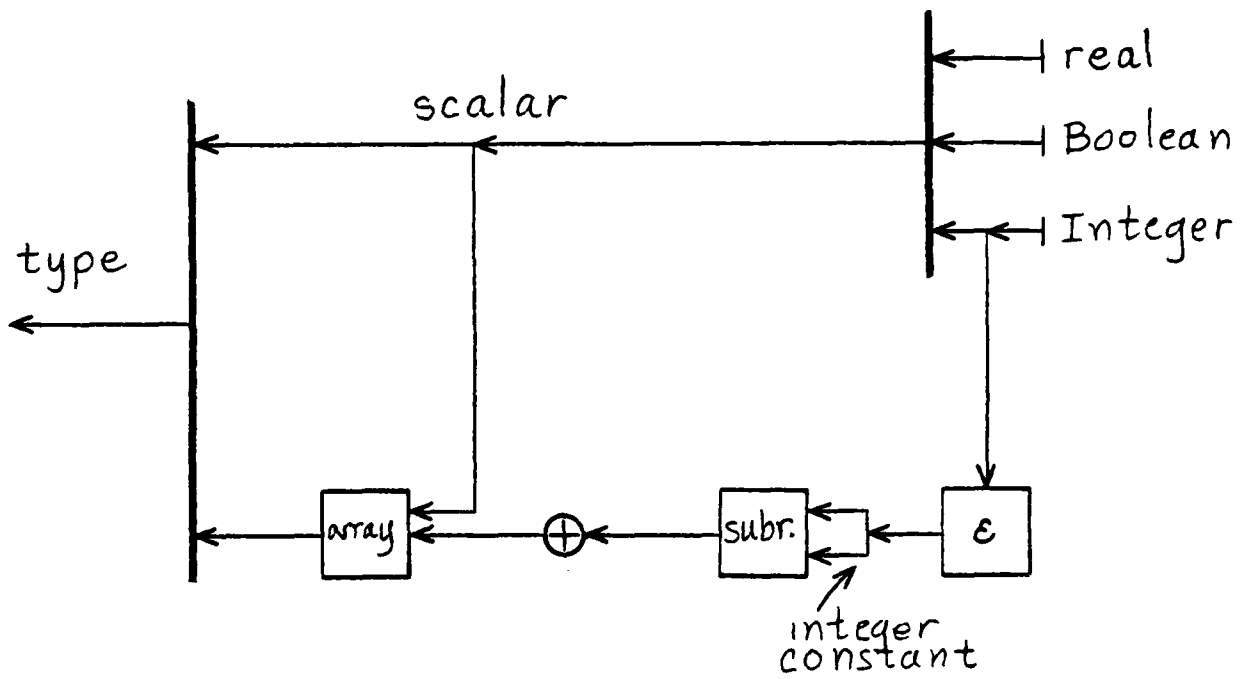 real
scalar
Boolean
Integer
type
array
subr.
ε
integer
constant